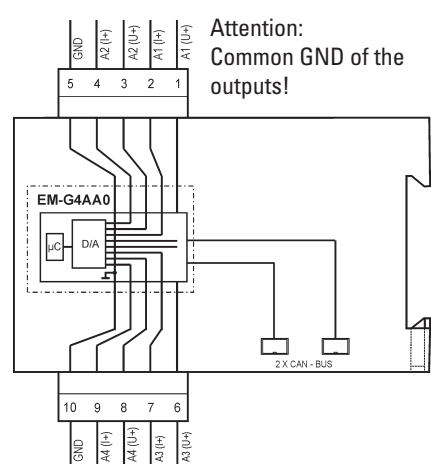 GND
A2 (I+)
A2 (U+)
A1 (I+)
A1 (U+)
Attention:
Common GND of the
outputs!
5 4 3 2 1
EM-G4AA0
µC
D/A
2 X CAN - BUS
10 9 8 7 6
GND
A4 (I+)
A4 (U+)
A3 (I+)
A3 (U+)